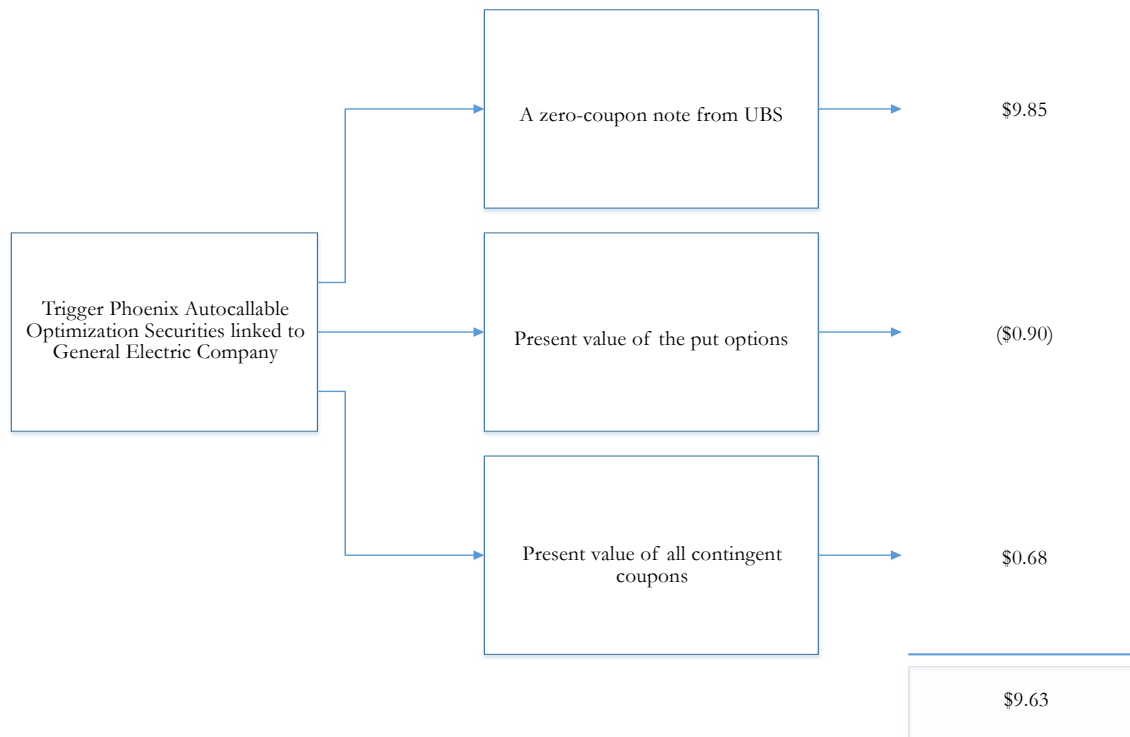 A zero-coupon note from UBS
$9.85
Trigger Phoenix Autocallable
Optimization Securities linked to
General Electric Company
Present value of the put options
($0.90)
Present value of all contingent
coupons
$0.68
$9.63